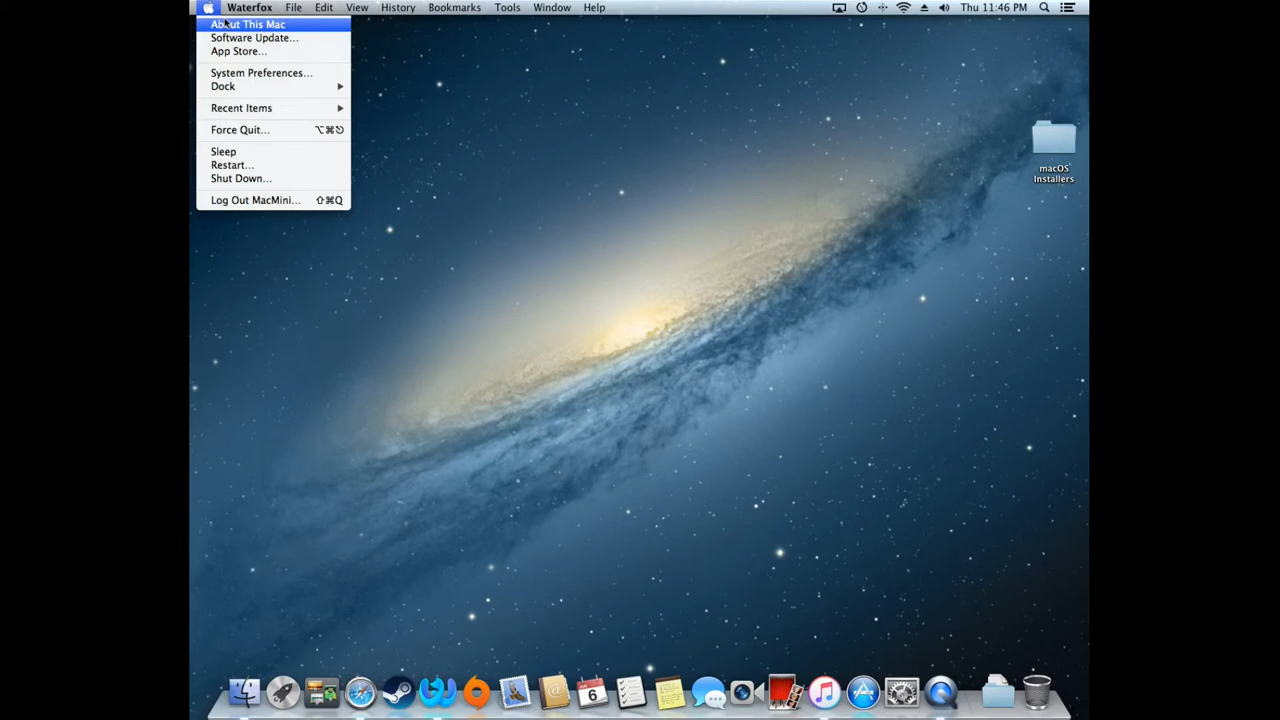 Waterfox File Edit View History Bookmarks Tools Window Help Thu 11:46 PM
About This Mac
Software Update...
App Store...
System Preferences...
Dock
Recent Items
Force Quit... ⌥⌘⎋
Sleep
Restart...
Shut Down...
Log Out MacMini... ⇧⌘Q
macOS
Installers
6